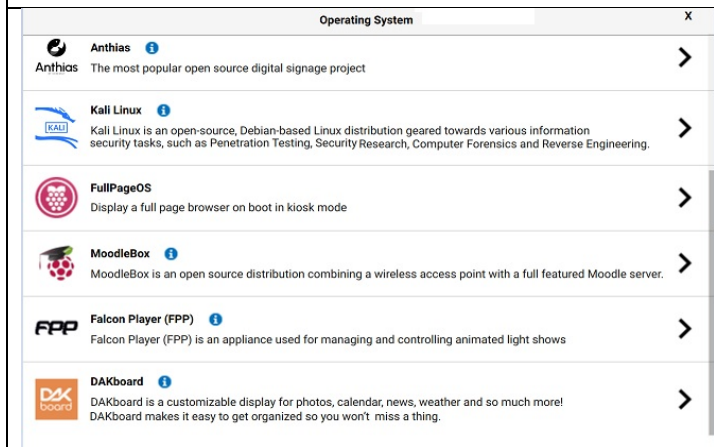 Operating System
X
Anthias
Anthias
The most popular open source digital signage project
KALI
Kali Linux
Kali Linux is an open-source, Debian-based Linux distribution geared towards various information
security tasks, such as Penetration Testing, Security Research, Computer Forensics and Reverse Engineering.
FullPageOS
Display a full page browser on boot in kiosk mode
MoodleBox
MoodleBox is an open source distribution combining a wireless access point with a full featured Moodle server.
FPP
Falcon Player (FPP)
Falcon Player (FPP) is an appliance used for managing and controlling animated light shows
DAK
board
DAKboard
DAKboard is a customizable display for photos, calendar, news, weather and so much more!
DAKboard makes it easy to get organized so you won't miss a thing.